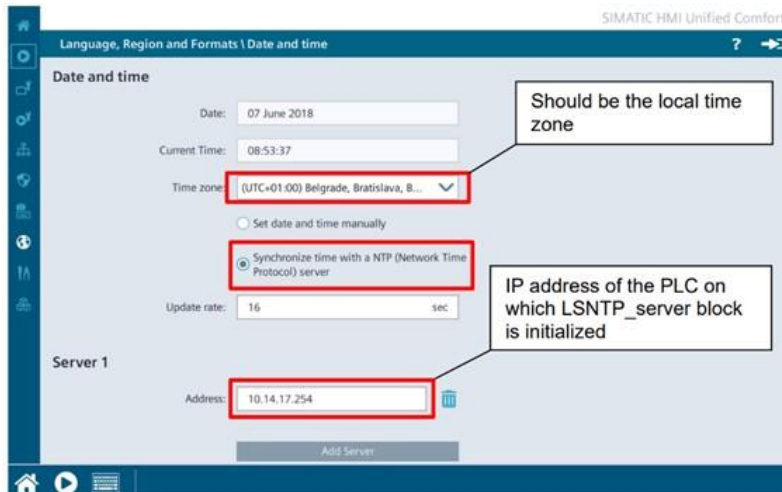 SIMATIC HMI Unified Comfor
Language, Region and Formats \ Date and time
?
Date and time
Date:
07 June 2018
Current Time:
08:53:37
Time zone:
(UTC+01:00) Belgrade, Bratislava, B...
Set date and time manually
Synchronize time with a NTP (Network Time
Protocol) server
Update rate:
16
sec
Server 1
Address:
10.14.17.254
Add Server
Should be the local time
zone
IP address of the PLC on
which LSNTP_server block
is initialized